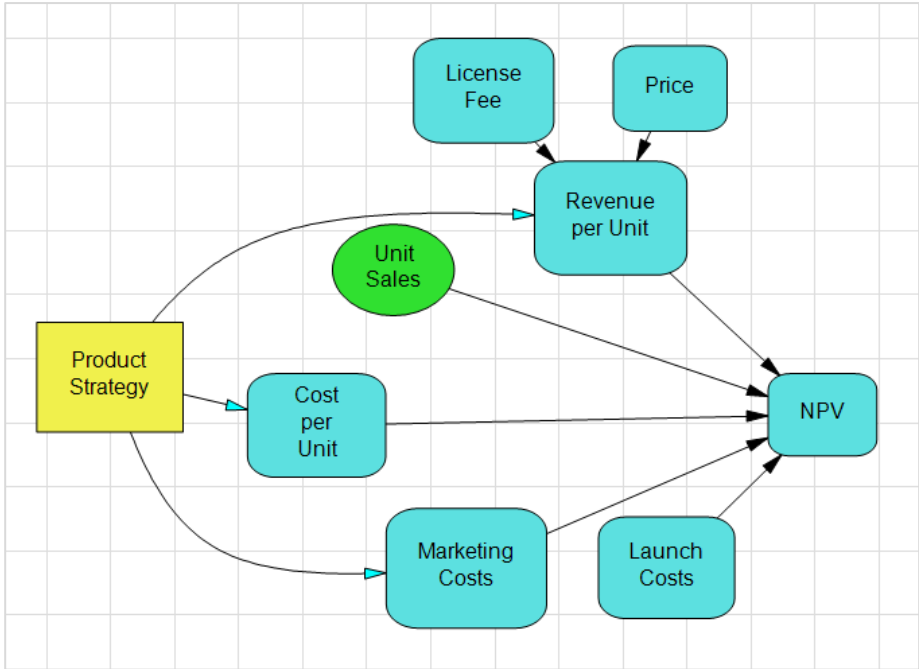 License
Fee
Price
Revenue
per Unit
Unit
Sales
Product
Strategy
Cost
per
Unit
NPV
Marketing
Costs
Launch
Costs